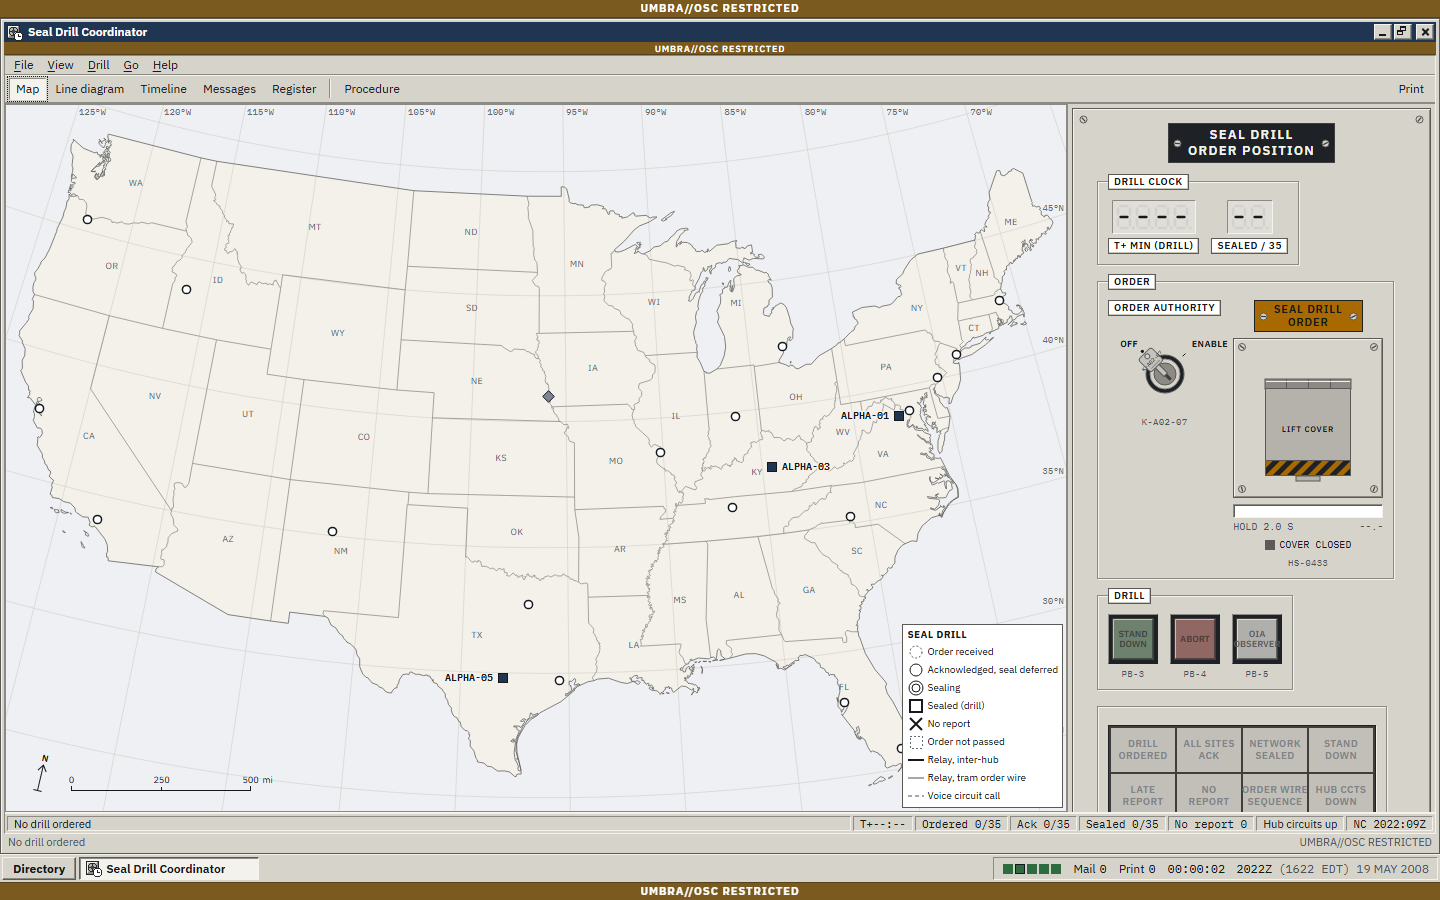 UMBRA//OSC RESTRICTED
Seal Drill Coordinator
UMBRA//OSC RESTRICTED
File View Drill Go Help
Map Line diagram Timeline Messages Register Procedure Print
125°W 120°W 115°W 110°W 105°W 100°W 95°W 90°W 85°W 80°W 75°W 70°W
45°N
40°N
35°N
30°N
WA
OR
ID
MT
ND
MN
SD
WI
MI
WY
NE
IA
NV
UT
CO
CA
KS
MO
IL
OH
PA
NY
VT
NH
ME
CT
WV
VA
KY
NC
SC
GA
AL
MS
AR
OK
AZ
NM
TX
LA
FL
ALPHA-01
ALPHA-03
ALPHA-05
N
0 250 500 mi
SEAL DRILL
Order received
Acknowledged, seal deferred
Sealing
Sealed (drill)
No report
Order not passed
Relay, inter-hub
Relay, tram order wire
Voice circuit call
SEAL DRILL
ORDER POSITION
DRILL CLOCK
T+ MIN (DRILL)
SEALED / 35
ORDER
ORDER AUTHORITY
OFF
ENABLE
K-A02-07
SEAL DRILL
ORDER
LIFT COVER
HOLD 2.0 S --.-
COVER CLOSED
HS-0433
DRILL
STAND
DOWN
ABORT
OIA
OBSERVER
PB-3 PB-4 PB-5
DRILL
ORDERED
ALL SITES
ACK
NETWORK
SEALED
STAND
DOWN
LATE
REPORT
NO
REPORT
ORDER WIRE
SEQUENCE
HUB CCTS
DOWN
No drill ordered T+--:-- Ordered 0/35 Ack 0/35 Sealed 0/35 No report 0 Hub circuits up NC 2022:09Z
No drill ordered UMBRA//OSC RESTRICTED
Directory Seal Drill Coordinator Mail 0 Print 0 00:00:02 2022Z (1622 EDT) 19 MAY 2008
UMBRA//OSC RESTRICTED